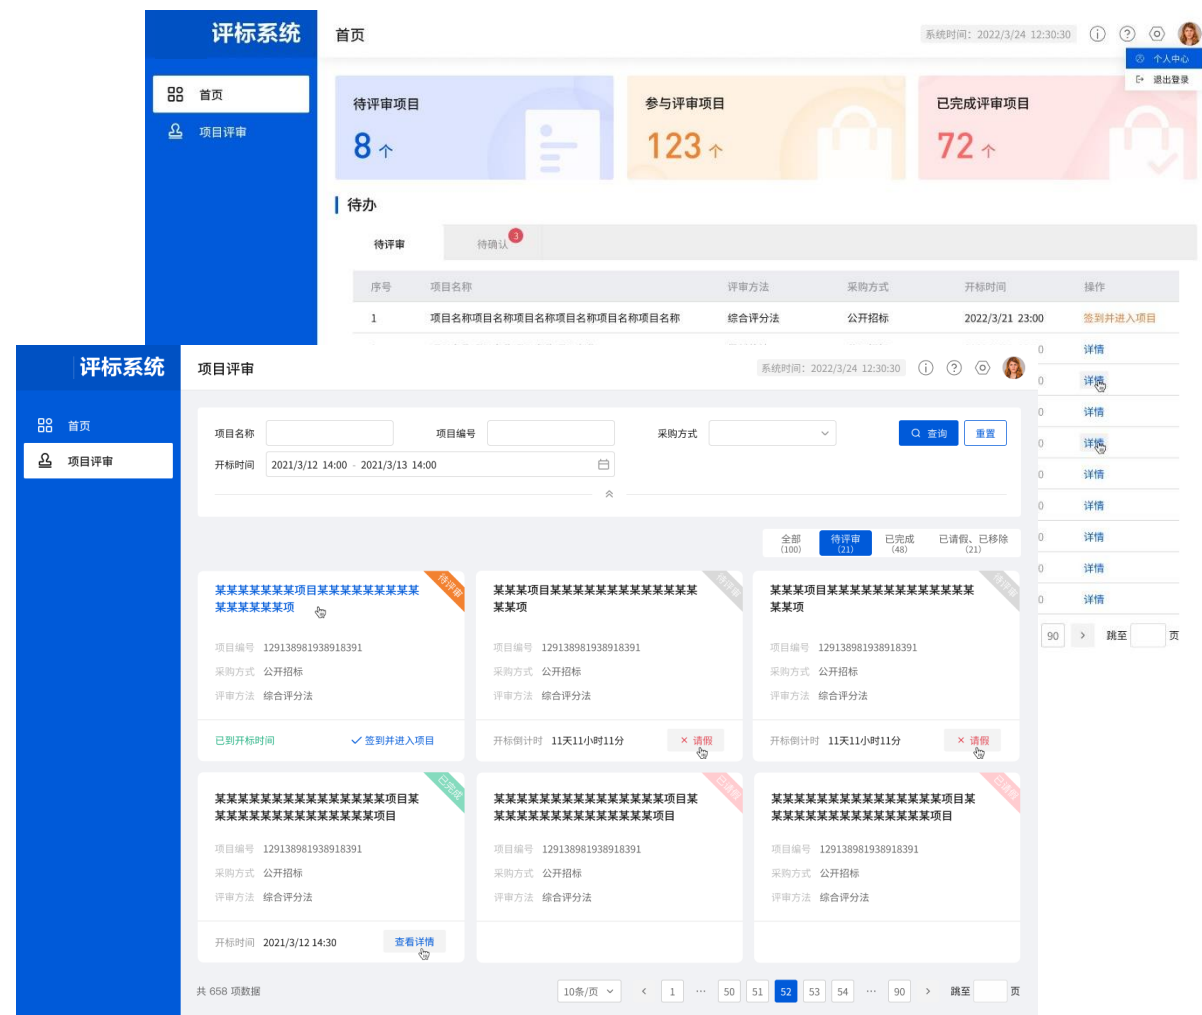 评标系统
首页
系统时间：2022/3/24 12:30:30
个人中心
退出登录
首页
项目评审
待评审项目
8 个
参与评审项目
123 个
已完成评审项目
72 个
待办
待评审
待确认
3
序号 项目名称 评审方法 采购方式 开标时间 操作
1 项目名称项目名称项目名称项目名称项目名称项目名称 综合评分法 公开招标 2022/3/21 23:00 签到并进入项目
0 详情
0 详情
0 详情
0 详情
0 详情
0 详情
0 详情
0 详情
0 详情
90 > 跳至 页
评标系统
项目评审
系统时间：2022/3/24 12:30:30
首页
项目评审
项目名称 项目编号 采购方式 查询 重置
开标时间 2021/3/12 14:00 - 2021/3/13 14:00
全部 (100) 待评审 (21) 已完成 (48) 已请假、已移除 (21)
待评审
某某某某某某某项目某某某某某某某某某
某某某某某某项
项目编号 129138981938918391
采购方式 公开招标
评审方法 综合评分法
已到开标时间 签到并进入项目
待评审
某某某项目某某某某某某某某某某某某某
某某项
项目编号 129138981938918391
采购方式 公开招标
评审方法 综合评分法
开标倒计时 11天11小时11分 × 请假
待评审
某某某项目某某某某某某某某某某某某某
某某项
项目编号 129138981938918391
采购方式 公开招标
评审方法 综合评分法
开标倒计时 11天11小时11分 × 请假
已完成
某某某某某某某某某某某某某某某项目某
某某某某某某某某某某某某某某项目
项目编号 129138981938918391
采购方式 公开招标
评审方法 综合评分法
开标时间 2021/3/12 14:30 查看详情
已请假
某某某某某某某某某某某某某某某项目某
某某某某某某某某某某某某某某项目
项目编号 129138981938918391
采购方式 公开招标
评审方法 综合评分法
已请假
某某某某某某某某某某某某某某某项目某
某某某某某某某某某某某某某某项目
项目编号 129138981938918391
采购方式 公开招标
评审方法 综合评分法
共 658 项数据
10条/页 < 1 ··· 50 51 52 53 54 ··· 90 > 跳至 页